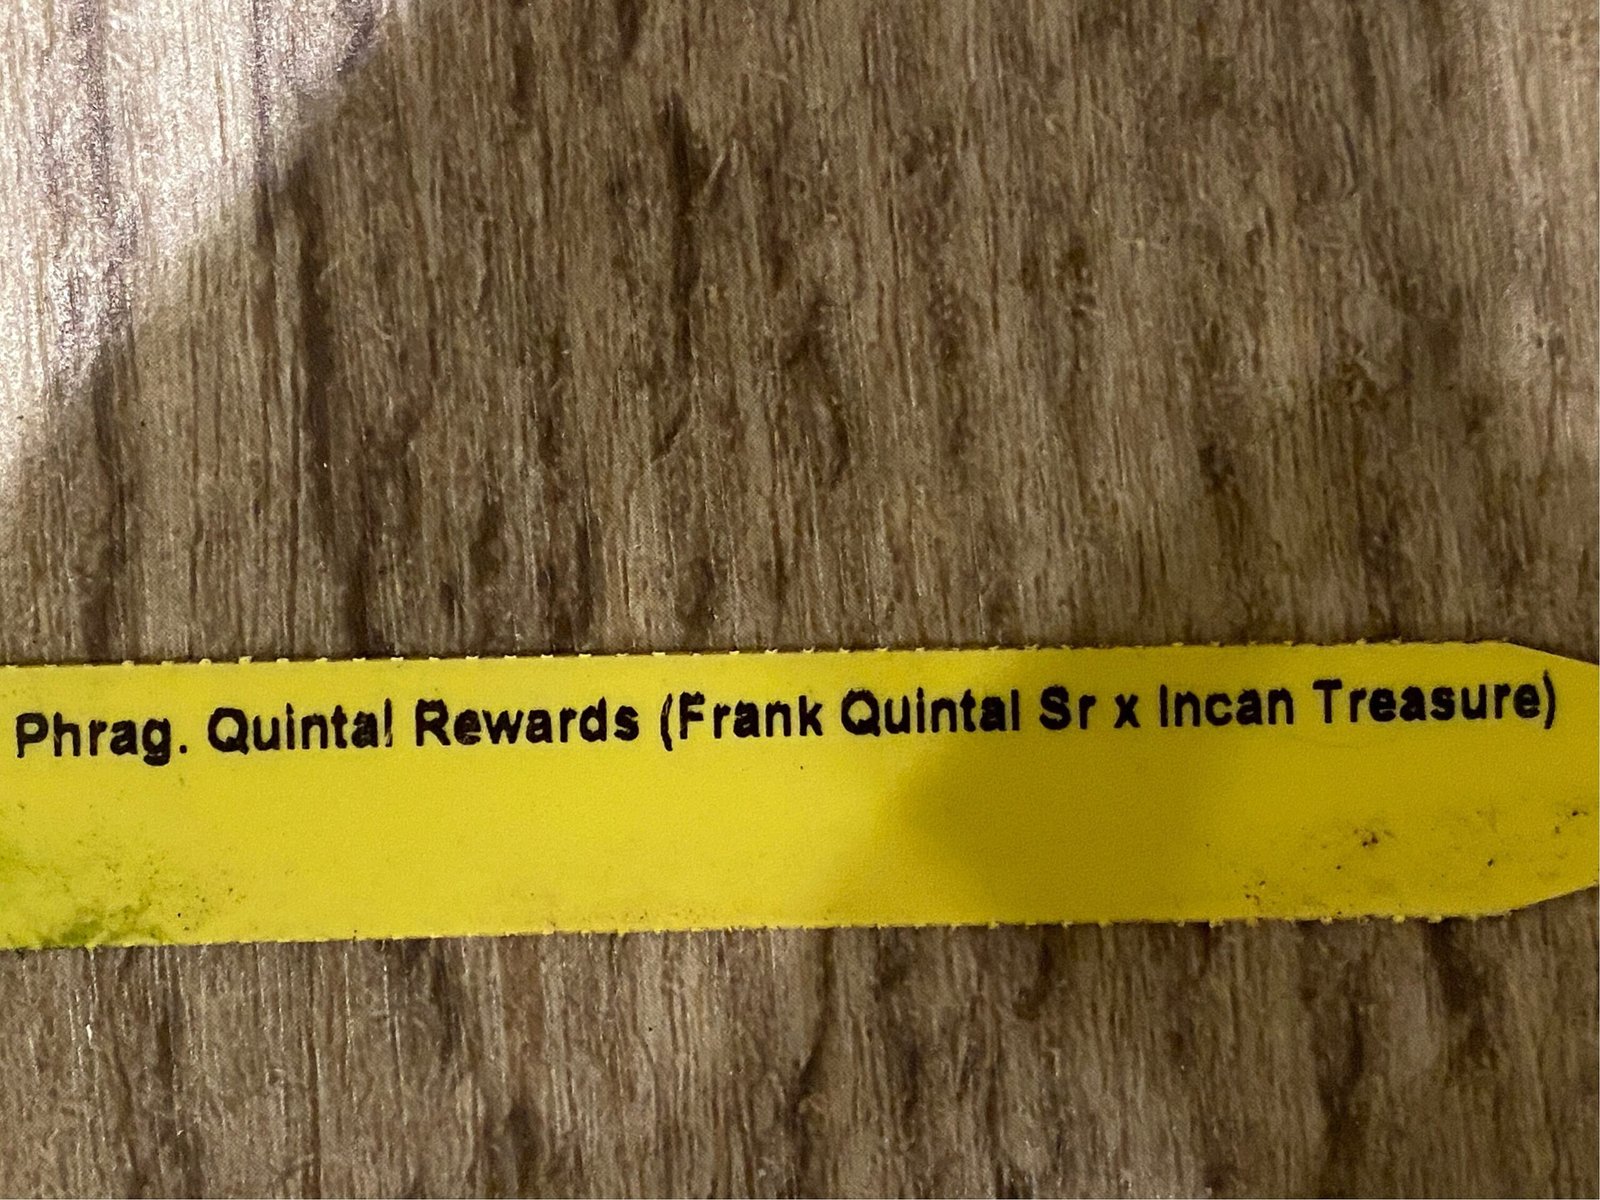 Phrag. Quintal Rewards (Frank Quintal Sr x Incan Treasure)